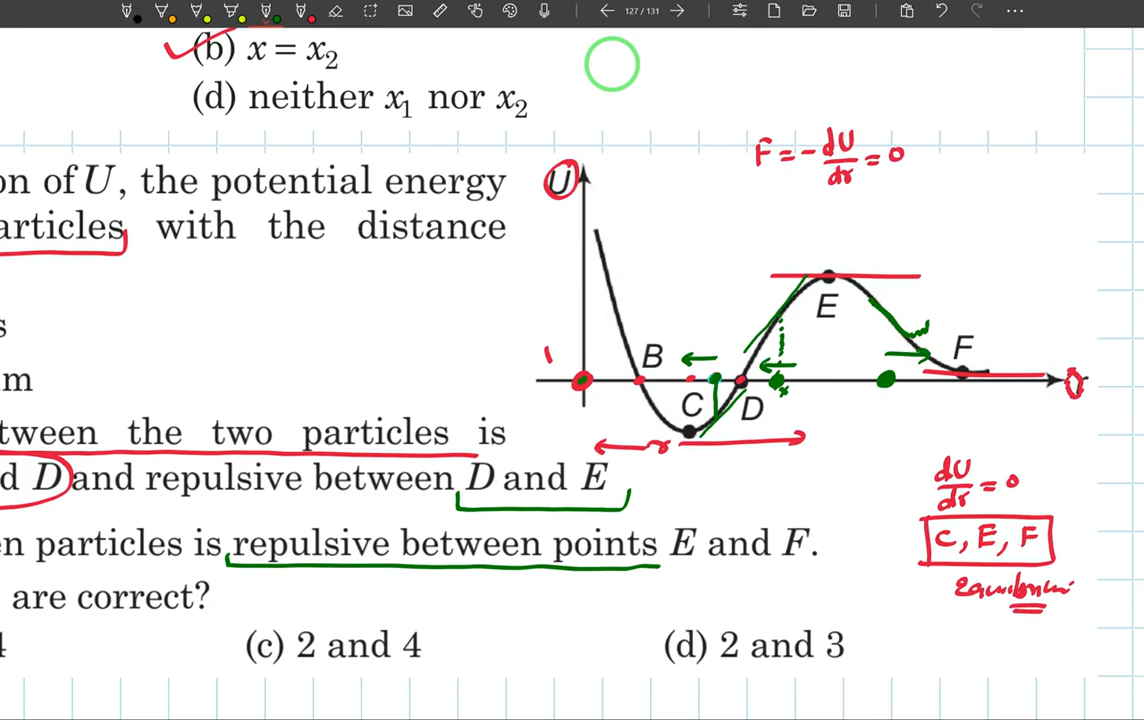 127 / 131
(b) x = x₂
(d) neither x₁ nor x₂
F = -dU/dr = 0
on of U, the potential energy
articles with the distance
U
E
B
F
C
D
r
s
m
tween the two particles is
d D and repulsive between D and E
dU/dr = 0
en particles is repulsive between points E and F.
C, E, F
are correct?
4
(c) 2 and 4
(d) 2 and 3